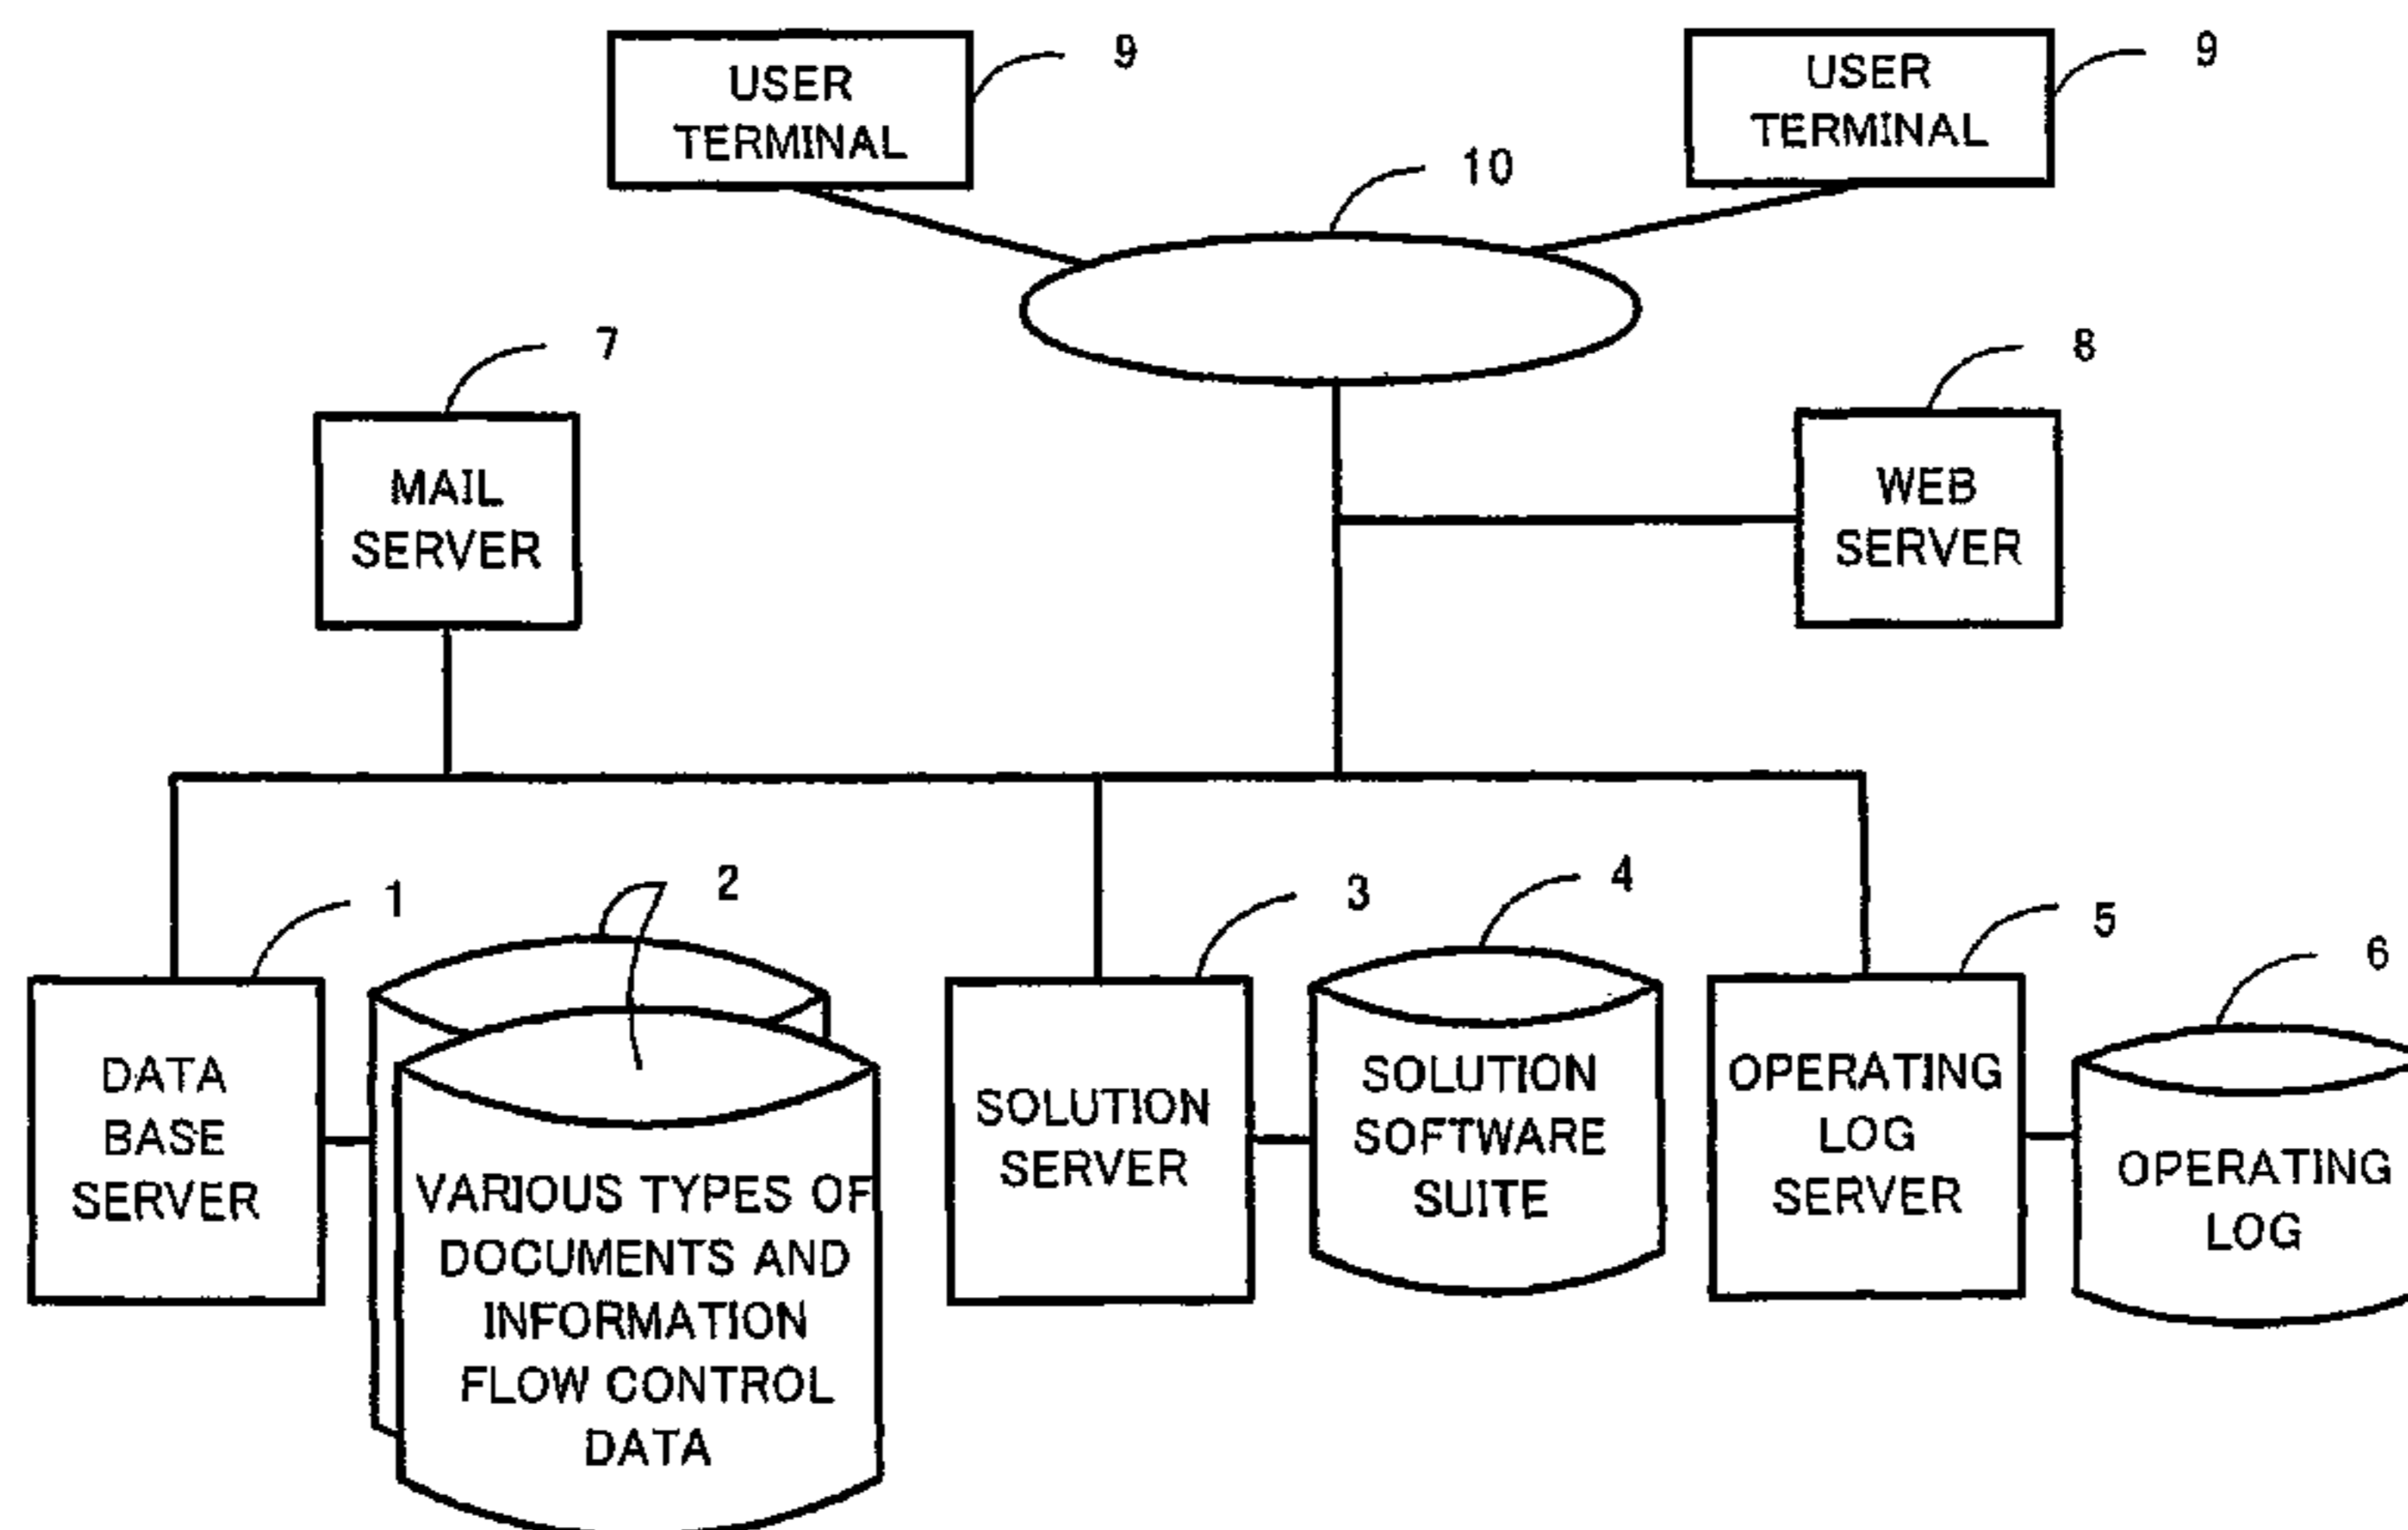 USER
TERMINAL
9
USER
TERMINAL
9
10
7
8
MAIL
SERVER
WEB
SERVER
1
2
3
4
5
6
DATA
BASE
SERVER
VARIOUS TYPES OF
DOCUMENTS AND
INFORMATION
FLOW CONTROL
DATA
SOLUTION
SERVER
SOLUTION
SOFTWARE
SUITE
OPERATING
LOG
SERVER
OPERATING
LOG